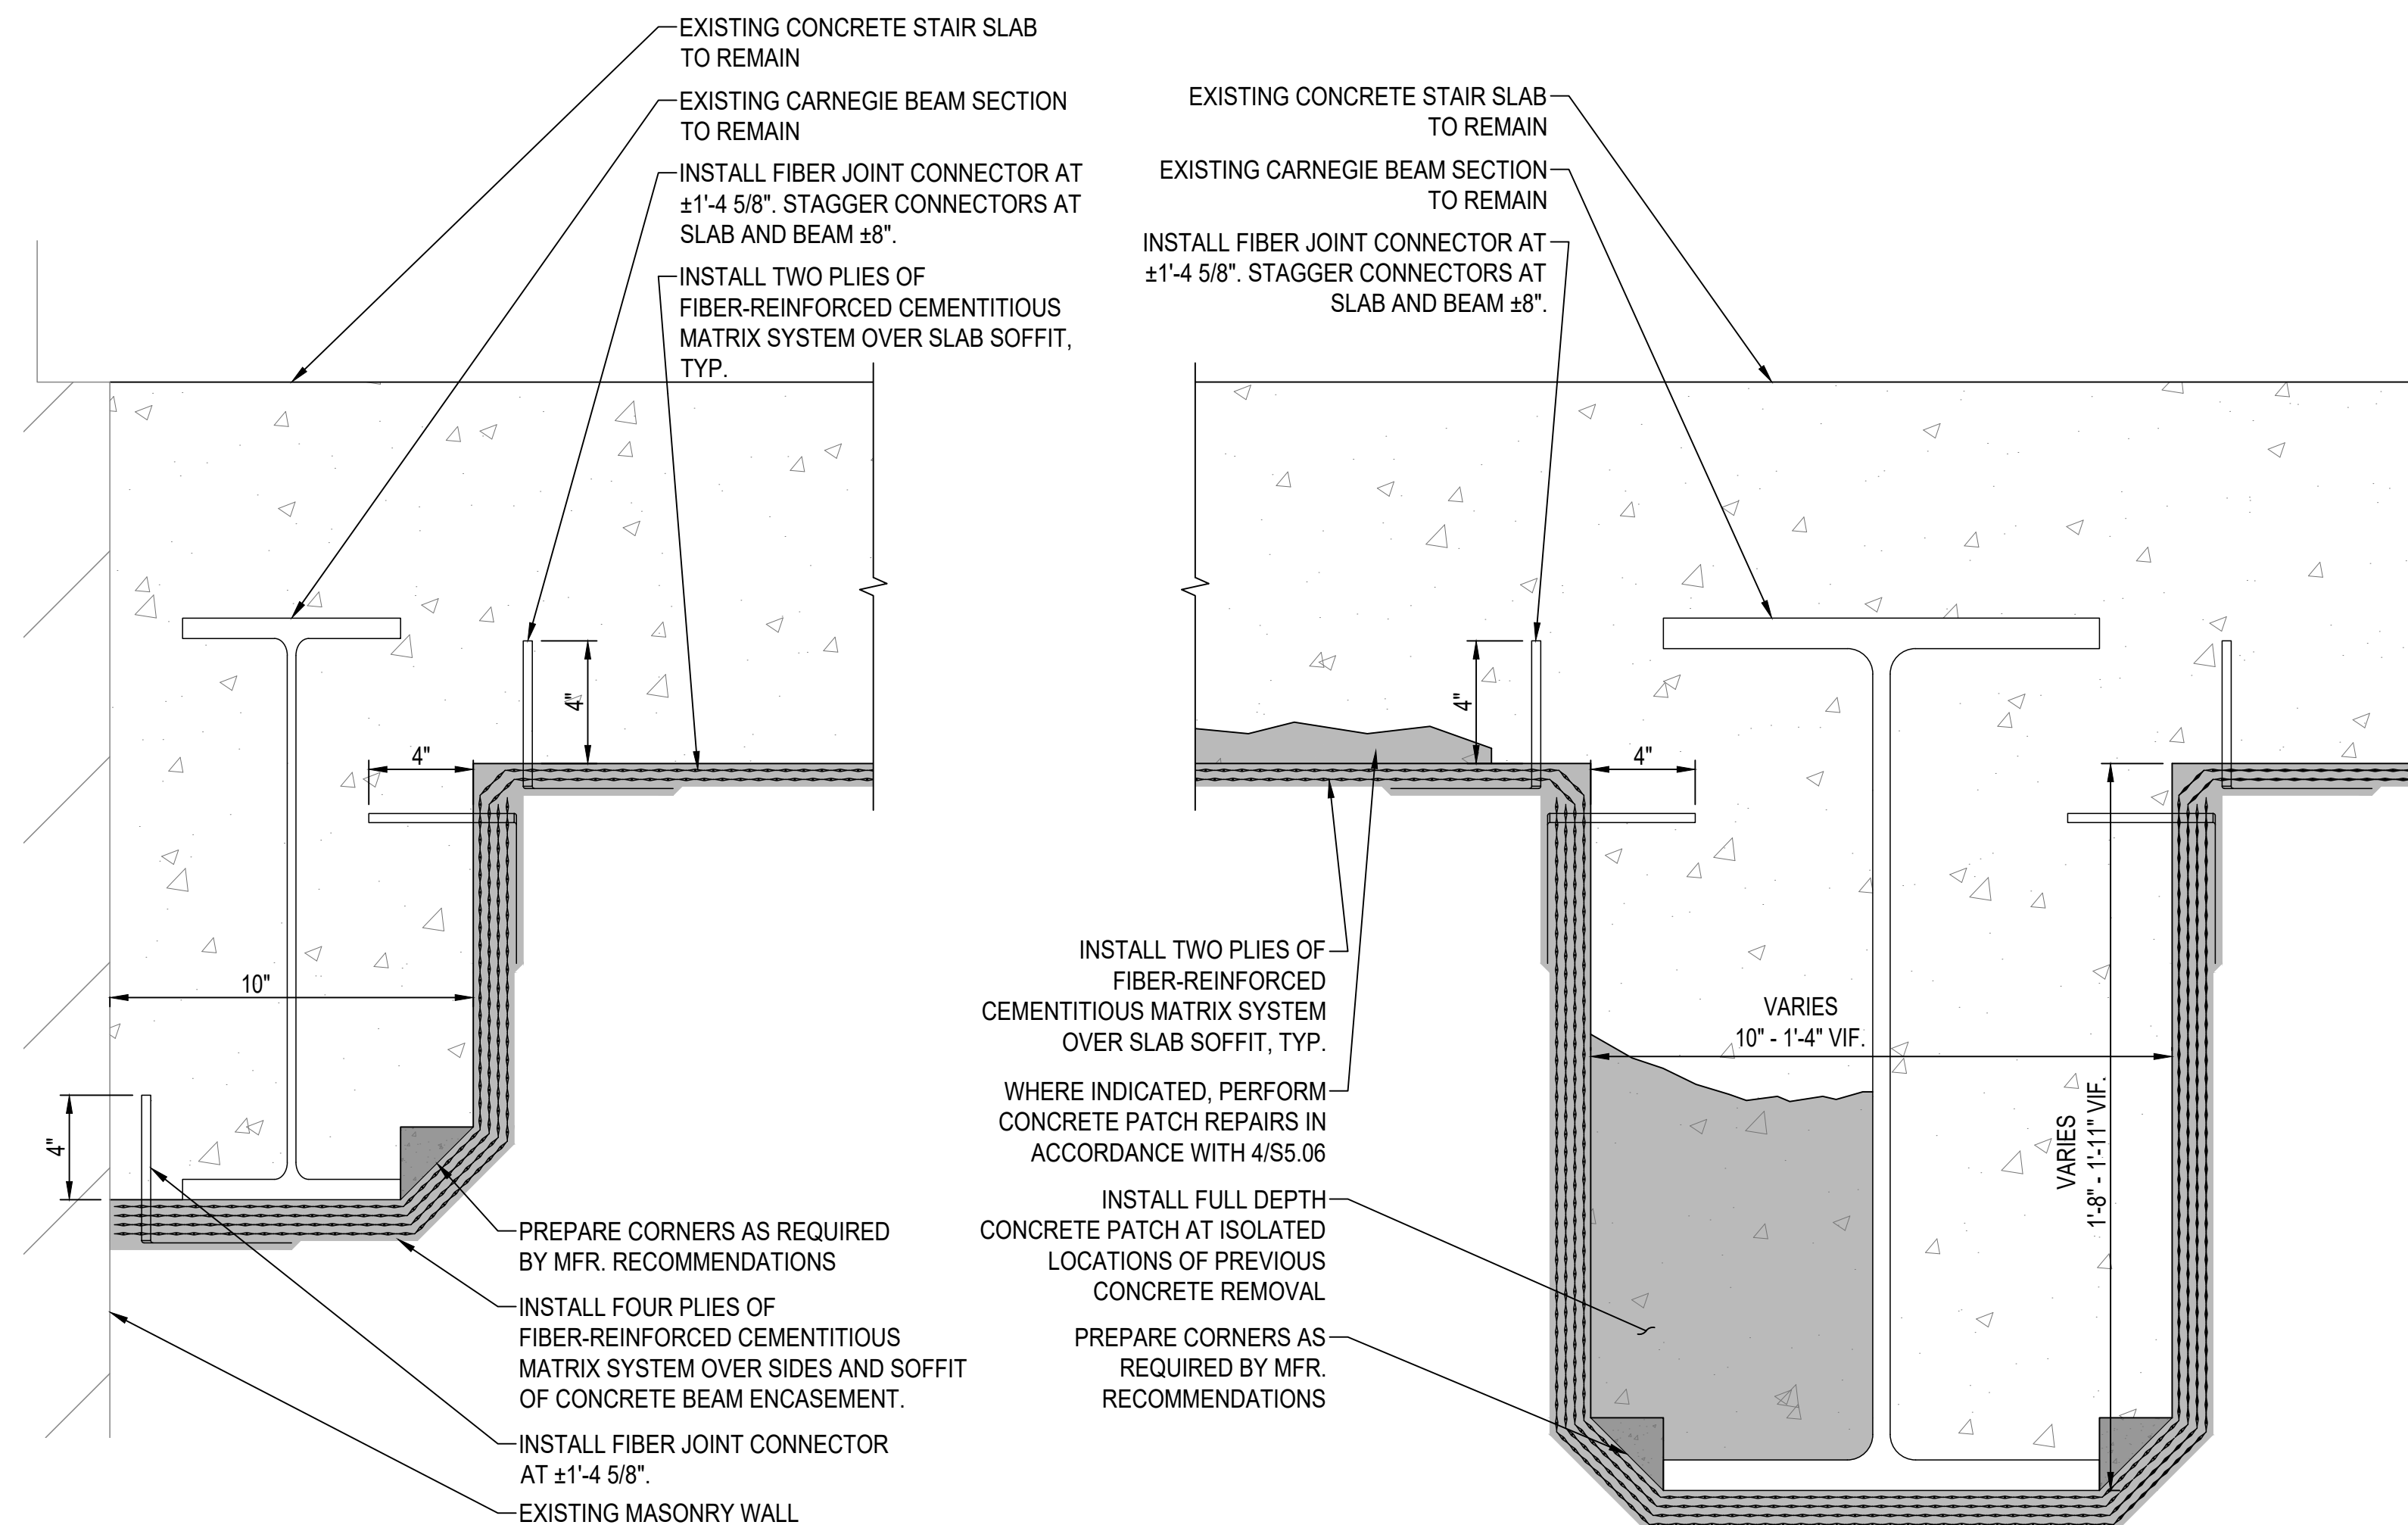 EXISTING CONCRETE STAIR SLAB
TO REMAIN
EXISTING CARNEGIE BEAM SECTION
TO REMAIN
INSTALL FIBER JOINT CONNECTOR AT
±1'-4 5/8". STAGGER CONNECTORS AT
SLAB AND BEAM ±8".
INSTALL TWO PLIES OF
FIBER-REINFORCED CEMENTITIOUS
MATRIX SYSTEM OVER SLAB SOFFIT,
TYP.
4"
4"
10"
4"
PREPARE CORNERS AS REQUIRED
BY MFR. RECOMMENDATIONS
INSTALL FOUR PLIES OF
FIBER-REINFORCED CEMENTITIOUS
MATRIX SYSTEM OVER SIDES AND SOFFIT
OF CONCRETE BEAM ENCASEMENT.
INSTALL FIBER JOINT CONNECTOR
AT ±1'-4 5/8".
EXISTING MASONRY WALL
EXISTING CONCRETE STAIR SLAB
TO REMAIN
EXISTING CARNEGIE BEAM SECTION
TO REMAIN
INSTALL FIBER JOINT CONNECTOR AT
±1'-4 5/8". STAGGER CONNECTORS AT
SLAB AND BEAM ±8".
4"
4"
INSTALL TWO PLIES OF
FIBER-REINFORCED
CEMENTITIOUS MATRIX SYSTEM
OVER SLAB SOFFIT, TYP.
WHERE INDICATED, PERFORM
CONCRETE PATCH REPAIRS IN
ACCORDANCE WITH 4/S5.06
INSTALL FULL DEPTH
CONCRETE PATCH AT ISOLATED
LOCATIONS OF PREVIOUS
CONCRETE REMOVAL
PREPARE CORNERS AS
REQUIRED BY MFR.
RECOMMENDATIONS
VARIES
10" - 1'-4" VIF.
VARIES
1'-8" - 1'-11" VIF.